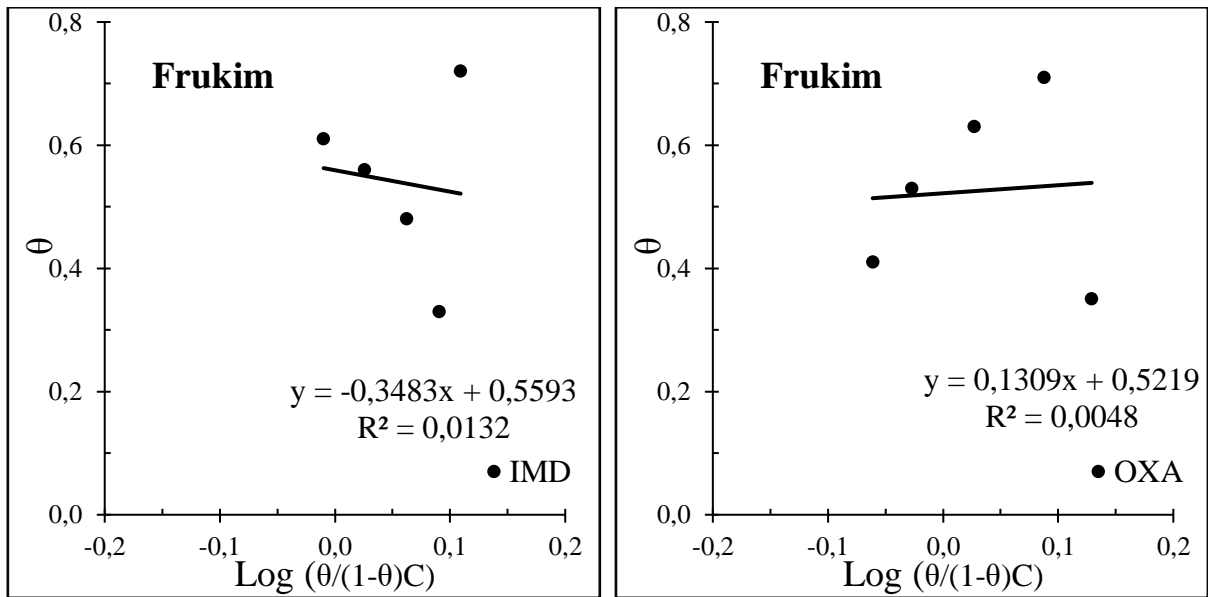 0,8
Frukim
0,6
θ
0,4
0,2
y = -0,3483x + 0,5593
R² = 0,0132
IMD
0,0
-0,2 -0,1 0,0 0,1 0,2
Log (θ/(1-θ)C)
0,8
Frukim
0,6
θ
0,4
0,2
y = 0,1309x + 0,5219
R² = 0,0048
OXA
0,0
-0,2 -0,1 0,0 0,1 0,2
Log (θ/(1-θ)C)